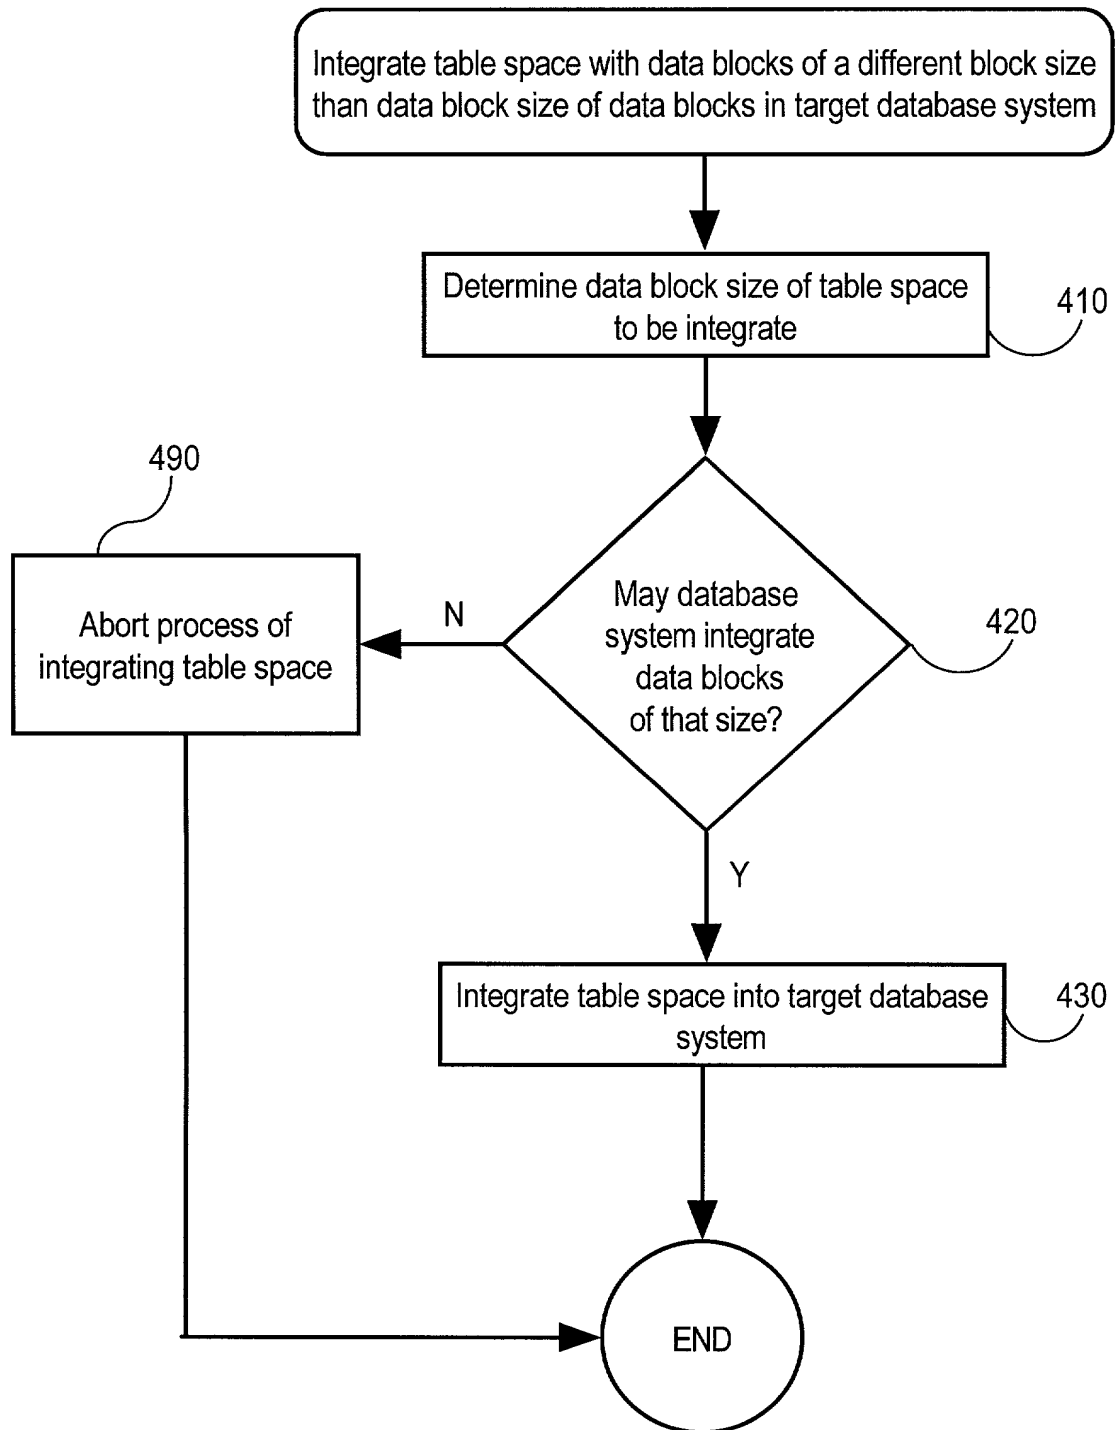 Integrate table space with data blocks of a different block size
than data block size of data blocks in target database system
Determine data block size of table space
to be integrate
410
490
Abort process of
integrating table space
N
May database
system integrate
data blocks
of that size?
420
Y
Integrate table space into target database
system
430
END